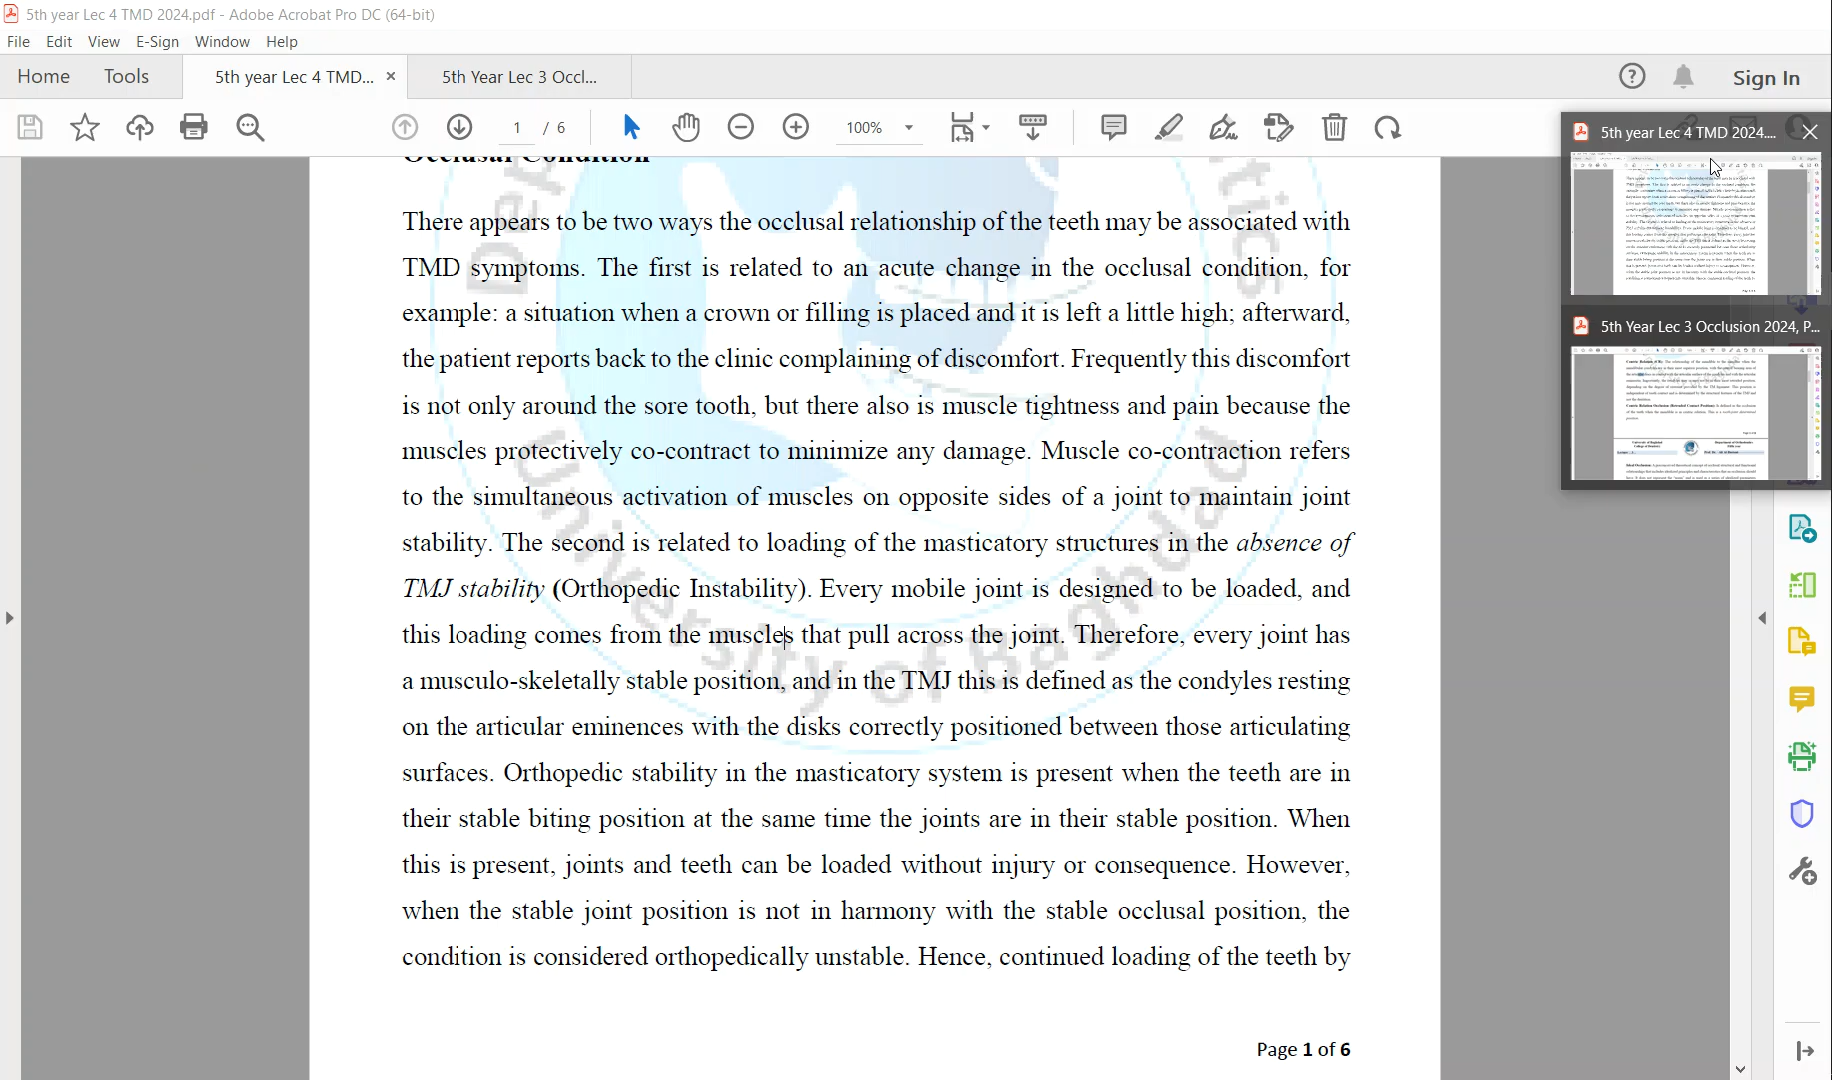 5th year Lec 4 TMD 2024.pdf - Adobe Acrobat Pro DC (64-bit)
File Edit View E-Sign Window Help
Home Tools 5th year Lec 4 TMD... × 5th Year Lec 3 Occl... Sign In
1 / 6 100%
5th year Lec 4 TMD 2024....
5th Year Lec 3 Occlusion 2024, P...
Occlusal Condition
There appears to be two ways the occlusal relationship of the teeth may be associated with
TMD symptoms. The first is related to an acute change in the occlusal condition, for
example: a situation when a crown or filling is placed and it is left a little high; afterward,
the patient reports back to the clinic complaining of discomfort. Frequently this discomfort
is not only around the sore tooth, but there also is muscle tightness and pain because the
muscles protectively co-contract to minimize any damage. Muscle co-contraction refers
to the simultaneous activation of muscles on opposite sides of a joint to maintain joint
stability. The second is related to loading of the masticatory structures in the absence of
TMJ stability (Orthopedic Instability). Every mobile joint is designed to be loaded, and
this loading comes from the muscles that pull across the joint. Therefore, every joint has
a musculo-skeletally stable position, and in the TMJ this is defined as the condyles resting
on the articular eminences with the disks correctly positioned between those articulating
surfaces. Orthopedic stability in the masticatory system is present when the teeth are in
their stable biting position at the same time the joints are in their stable position. When
this is present, joints and teeth can be loaded without injury or consequence. However,
when the stable joint position is not in harmony with the stable occlusal position, the
condition is considered orthopedically unstable. Hence, continued loading of the teeth by
University of Baghdad
Page 1 of 6